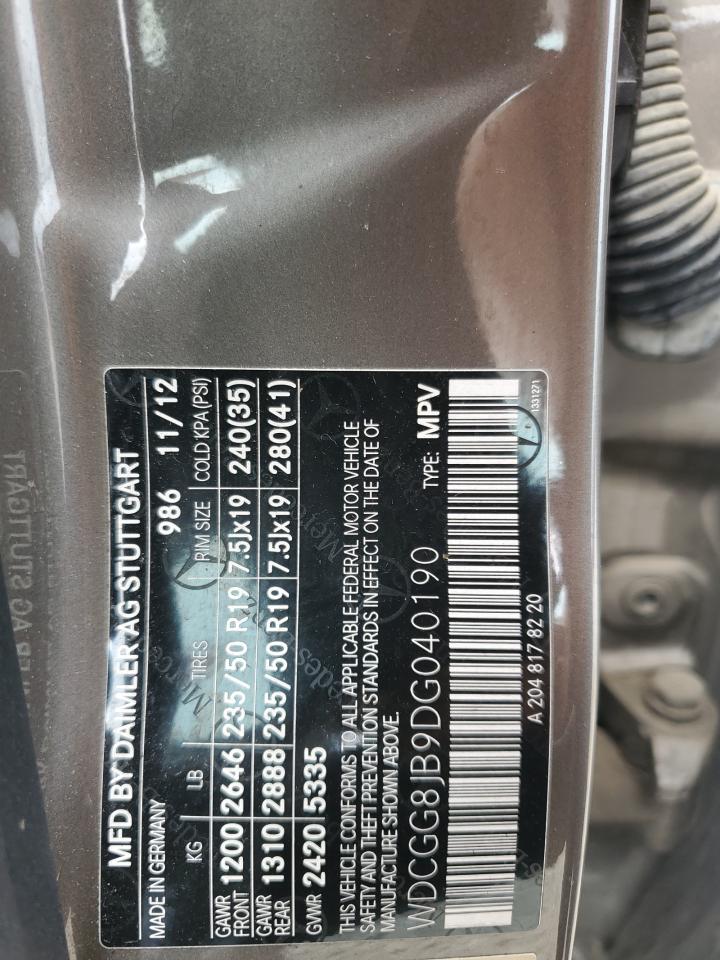 MFD BY DAIMLER AG STUTTGART
MADE IN GERMANY 986 11/12
KG LB TIRES RIM SIZE COLD KPA(PSI)
GAWR FRONT 1200 2646 235/50 R19 7.5Jx19 240(35)
GAWR REAR 1310 2888 235/50 R19 7.5Jx19 280(41)
GVWR 2420 5335
THIS VEHICLE CONFORMS TO ALL APPLICABLE FEDERAL MOTOR VEHICLE
SAFETY AND THEFT PREVENTION STANDARDS IN EFFECT ON THE DATE OF
MANUFACTURE SHOWN ABOVE.
WDCGG8JB9DG040190 TYPE: MPV
A 204 817 82 20 1331271